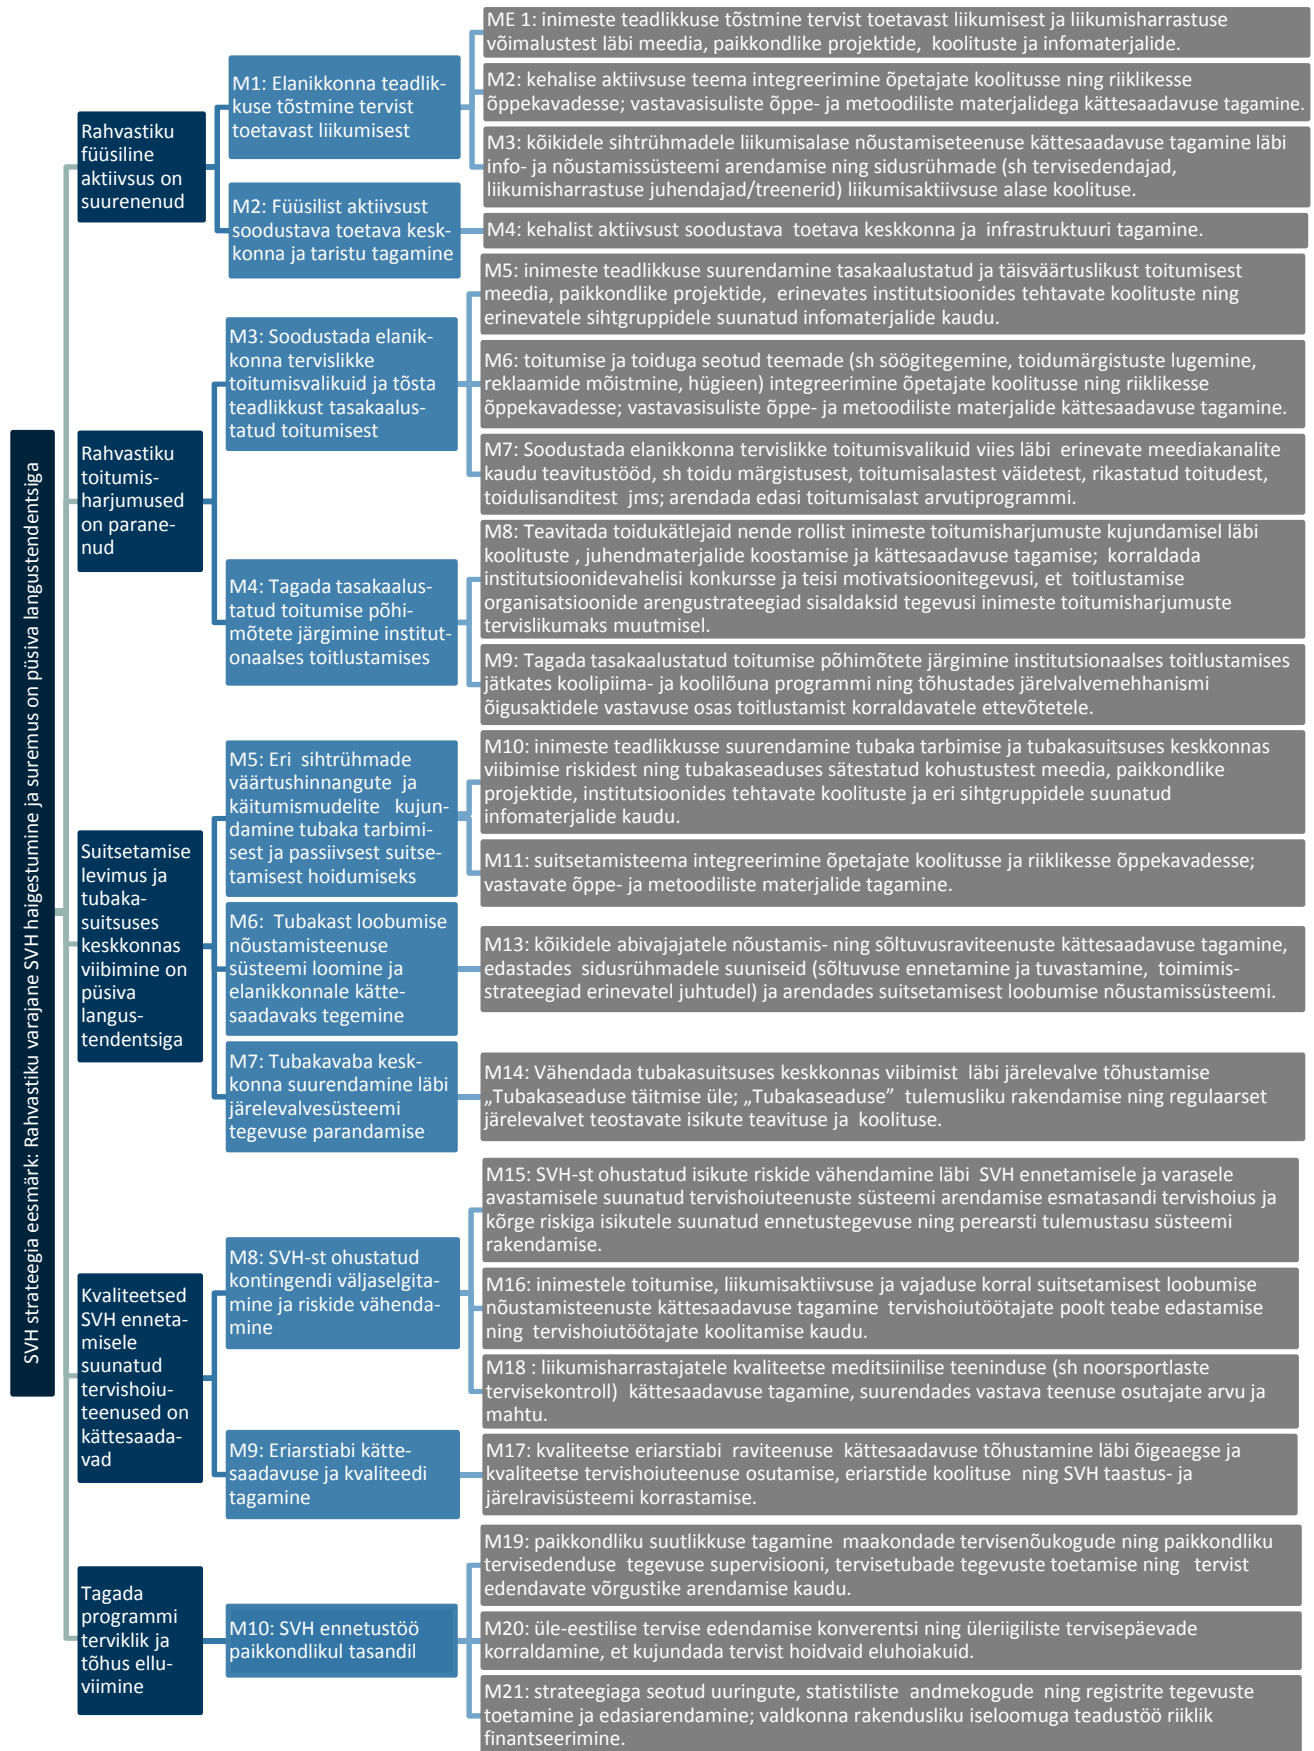 SVH strateegia eesmärk: Rahvastiku varajane SVH haigestumine ja suremus on püsiva langustendentsiga
Rahvastiku
füüsiline
aktiivsus on
suurenenud
M1: Elanikkonna teadlik-
kuse tõstmine tervist
toetavast liikumisest
ME 1: inimeste teadlikkuse tõstmine tervist toetavast liikumisest ja liikumisharrastuse
võimalustest läbi meedia, paikkondlike projektide, koolituste ja infomaterjalide.
M2: kehalise aktiivsuse teema integreerimine õpetajate koolitusse ning riiklikesse
õppekavadesse; vastavasisuliste õppe- ja metoodiliste materjalidega kättesaadavuse tagamine.
M3: kõikidele sihtrühmadele liikumisalase nõustamiseteenuse kättesaadavuse tagamine läbi
info- ja nõustamissüsteemi arendamise ning sidusrühmade (sh tervisedendajad,
liikumisharrastuse juhendajad/treenerid) liikumisaktiivsuse alase koolituse.
M2: Füüsilist aktiivsust
soodustava toetava kesk-
konna ja taristu tagamine
M4: kehalist aktiivsust soodustava toetava keskkonna ja infrastruktuuri tagamine.
Rahvastiku
toitumis-
harjumused
on parane-
nud
M3: Soodustada elanik-
konna tervislikke
toitumisvalikuid ja tõsta
teadlikkust tasakaalus-
tatud toitumisest
M5: inimeste teadlikkuse suurendamine tasakaalustatud ja täisväärtuslikust toitumisest
meedia, paikkondlike projektide, erinevates institutsioonides tehtavate koolituste ning
erinevatele sihtgruppidele suunatud infomaterjalide kaudu.
M6: toitumise ja toiduga seotud teemade (sh söögitegemine, toidumärgistuste lugemine,
reklaamide mõistmine, hügieen) integreerimine õpetajate koolitusse ning riiklikesse
õppekavadesse; vastavasisuliste õppe- ja metoodiliste materjalide kättesaadavuse tagamine.
M7: Soodustada elanikkonna tervislikke toitumisvalikuid viies läbi erinevate meediakanalite
kaudu teavitustööd, sh toidu märgistusest, toitumisalastest väidetest, rikastatud toitudest,
toidulisanditest jms; arendada edasi toitumisalast arvutiprogrammi.
M4: Tagada tasakaalus-
tatud toitumise põhi-
mõtete järgimine institut-
onaalses toitlustamises
M8: Teavitada toidukätlejaid nende rollist inimeste toitumisharjumuste kujundamisel läbi
koolituste , juhendmaterjalide koostamise ja kättesaadavuse tagamise; korraldada
institutsioonidevahelisi konkursse ja teisi motivatsioonitegevusi, et toitlustamise
organisatsioonide arengustrateegiad sisaldaksid tegevusi inimeste toitumisharjumuste
tervislikumaks muutmisel.
M9: Tagada tasakaalustatud toitumise põhimõtete järgimine institutsionaalses toitlustamises
jätkates koolipiima- ja koolilõuna programmi ning tõhustades järelvalvemehhanismi
õigusaktidele vastavuse osas toitlustamist korraldavatele ettevõtetele.
Suitsetamise
levimus ja
tubaka-
suitsuses
keskkonnas
viibimine on
püsiva
langus-
tendentsiga
M5: Eri sihtrühmade
väärtushinnangute ja
käitumismudelite kujun-
damine tubaka tarbimi-
sest ja passiivsest suitse-
tamisest hoidumiseks
M10: inimeste teadlikkusse suurendamine tubaka tarbimise ja tubakasuitsuses keskkonnas
viibimise riskidest ning tubakaseaduses sätestatud kohustustest meedia, paikkondlike
projektide, institutsioonides tehtavate koolituste ja eri sihtgruppidele suunatud
infomaterjalide kaudu.
M11: suitsetamisteema integreerimine õpetajate koolitusse ja riiklikesse õppekavadesse;
vastavate õppe- ja metoodiliste materjalide tagamine.
M6: Tubakast loobumise
nõustamisteenuse
süsteemi loomine ja
elanikkonnale kätte-
saadavaks tegemine
M13: kõikidele abivajajatele nõustamis- ning sõltuvusraviteenuste kättesaadavuse tagamine,
edastades sidusrühmadele suuniseid (sõltuvuse ennetamine ja tuvastamine, toimimis-
strateegiad erinevatel juhtudel) ja arendades suitsetamisest loobumise nõustamissüsteemi.
M7: Tubakavaba kesk-
konna suurendamine läbi
järelevalvesüsteemi
tegevuse parandamise
M14: Vähendada tubakasuitsuses keskkonnas viibimist läbi järelevalve tõhustamise
„Tubakaseaduse täitmise üle; „Tubakaseaduse” tulemusliku rakendamise ning regulaarset
järelevalvet teostavate isikute teavituse ja koolituse.
Kvaliteetsed
SVH enneta-
misele
suunatud
tervishoiu-
teenused on
kättesaada-
vad
M8: SVH-st ohustatud
kontingendi väljaselgita-
mine ja riskide vähenda-
mine
M15: SVH-st ohustatud isikute riskide vähendamine läbi SVH ennetamisele ja varasele
avastamisele suunatud tervishoiuteenuste süsteemi arendamise esmatasandi tervishoius ja
kõrge riskiga isikutele suunatud ennetustegevuse ning perearsti tulemustasu süsteemi
rakendamise.
M16: inimestele toitumise, liikumisaktiivsuse ja vajaduse korral suitsetamisest loobumise
nõustamisteenuste kättesaadavuse tagamine tervishoiutöötajate poolt teabe edastamise
ning tervishoiutöötajate koolitamise kaudu.
M18 : liikumisharrastajatele kvaliteetse meditsiinilise teeninduse (sh noorsportlaste
tervisekontroll) kättesaadavuse tagamine, suurendades vastava teenuse osutajate arvu ja
mahtu.
M9: Eriarstiabi kätte-
saadavuse ja kvaliteedi
tagamine
M17: kvaliteetse eriarstiabi raviteenuse kättesaadavuse tõhustamine läbi õigeaegse ja
kvaliteetse tervishoiuteenuse osutamise, eriarstide koolituse ning SVH taastus- ja
järelravisüsteemi korrastamise.
Tagada
programmi
terviklik ja
tõhus ellu-
viimine
M10: SVH ennetustöö
paikkondlikul tasandil
M19: paikkondliku suutlikkuse tagamine maakondade tervisenõukogude ning paikkondliku
tervisedenduse tegevuse supervisiooni, tervisetubade tegevuste toetamise ning tervist
edendavate võrgustike arendamise kaudu.
M20: üle-eestilise tervise edendamise konverentsi ning üleriigiliste tervisepäevade
korraldamine, et kujundada tervist hoidvaid eluhoiakuid.
M21: strateegiaga seotud uuringute, statistiliste andmekogude ning registrite tegevuste
toetamine ja edasiarendamine; valdkonna rakendusliku iseloomuga teadustöö riiklik
finantseerimine.